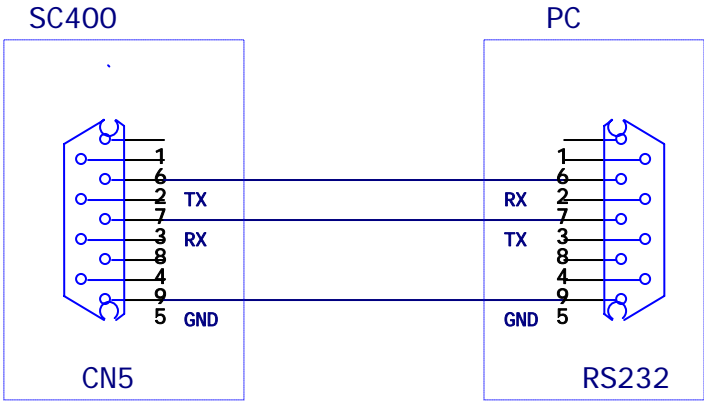 SC400 PC
1 1
6 6
2 TX RX 2
7 7
3 RX TX 3
8 8
4 4
9 9
5 GND GND 5
CN5 RS232